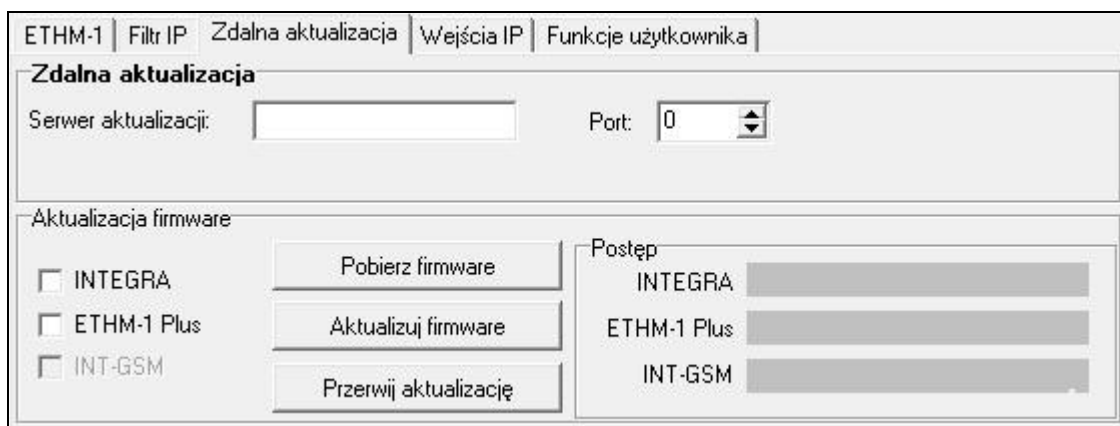 ETHM-1 Filtr IP Zdalna aktualizacja Wejścia IP Funkcje użytkownika
Zdalna aktualizacja
Serwer aktualizacji: Port: 0
Aktualizacja firmware
INTEGRA
ETHM-1 Plus
INT-GSM
Pobierz firmware
Aktualizuj firmware
Przerwij aktualizację
Postęp
INTEGRA
ETHM-1 Plus
INT-GSM